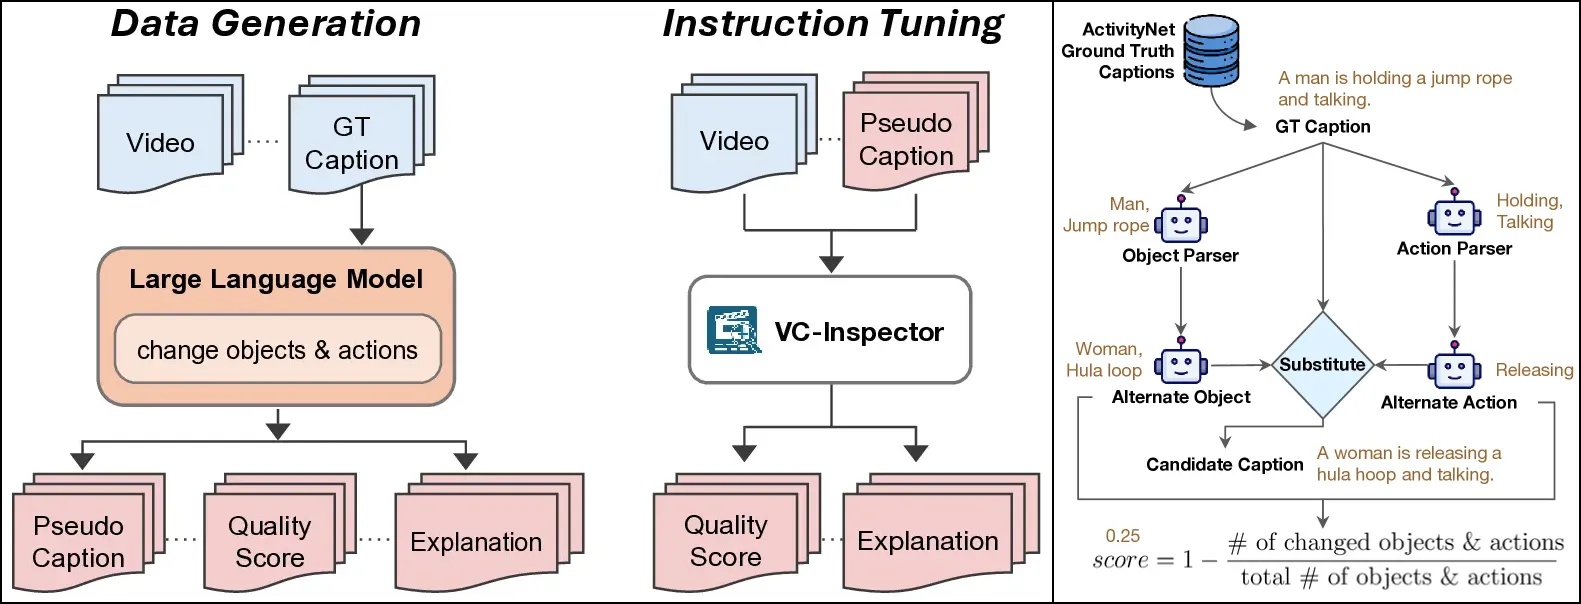 Data Generation
Video
GT
Caption
Large Language Model
change objects & actions
Pseudo
Caption
Quality
Score
Explanation
Instruction Tuning
Video
Pseudo
Caption
VC-Inspector
Quality
Score
Explanation
ActivityNet
Ground Truth
Captions
A man is holding a jump rope
and talking.
GT Caption
Man,
Jump rope
Object Parser
Holding,
Talking
Action Parser
Woman,
Hula loop
Alternate Object
Substitute
Releasing
Alternate Action
Candidate Caption
A woman is releasing a
hula hoop and talking.
0.25
score = 1 - # of changed objects & actions
total # of objects & actions